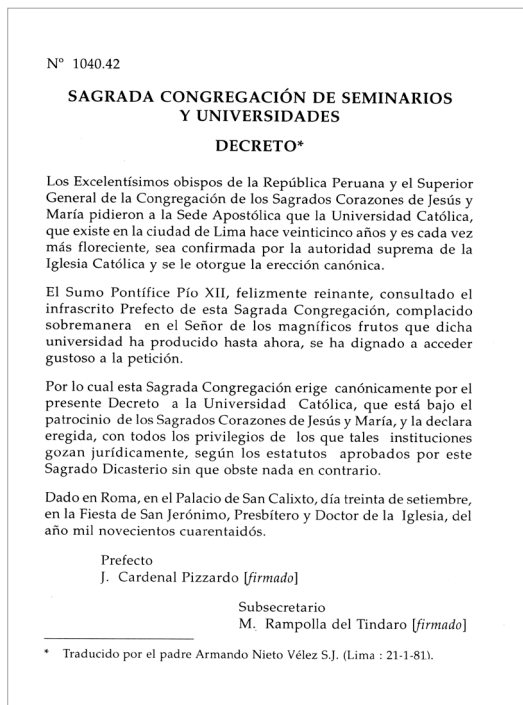 Nº 1040.42
SAGRADA CONGREGACIÓN DE SEMINARIOS
Y UNIVERSIDADES
DECRETO*
Los Excelentísimos obispos de la República Peruana y el Superior
General de la Congregación de los Sagrados Corazones de Jesús y
María pidieron a la Sede Apostólica que la Universidad Católica,
que existe en la ciudad de Lima hace veinticinco años y es cada vez
más floreciente, sea confirmada por la autoridad suprema de la
Iglesia Católica y se le otorgue la erección canónica.
El Sumo Pontífice Pío XII, felizmente reinante, consultado el
infrascrito Prefecto de esta Sagrada Congregación, complacido
sobremanera en el Señor de los magníficos frutos que dicha
universidad ha producido hasta ahora, se ha dignado a acceder
gustoso a la petición.
Por lo cual esta Sagrada Congregación erige canónicamente por el
presente Decreto a la Universidad Católica, que está bajo el
patrocinio de los Sagrados Corazones de Jesús y María, y la declara
eregida, con todos los privilegios de los que tales instituciones
gozan jurídicamente, según los estatutos aprobados por este
Sagrado Dicasterio sin que obste nada en contrario.
Dado en Roma, en el Palacio de San Calixto, día treinta de setiembre,
en la Fiesta de San Jerónimo, Presbítero y Doctor de la Iglesia, del
año mil novecientos cuarentaidós.
Prefecto
J. Cardenal Pizzardo [firmado]
Subsecretario
M. Rampolla del Tindaro [firmado]
* Traducido por el padre Armando Nieto Vélez S.J. (Lima : 21-1-81).